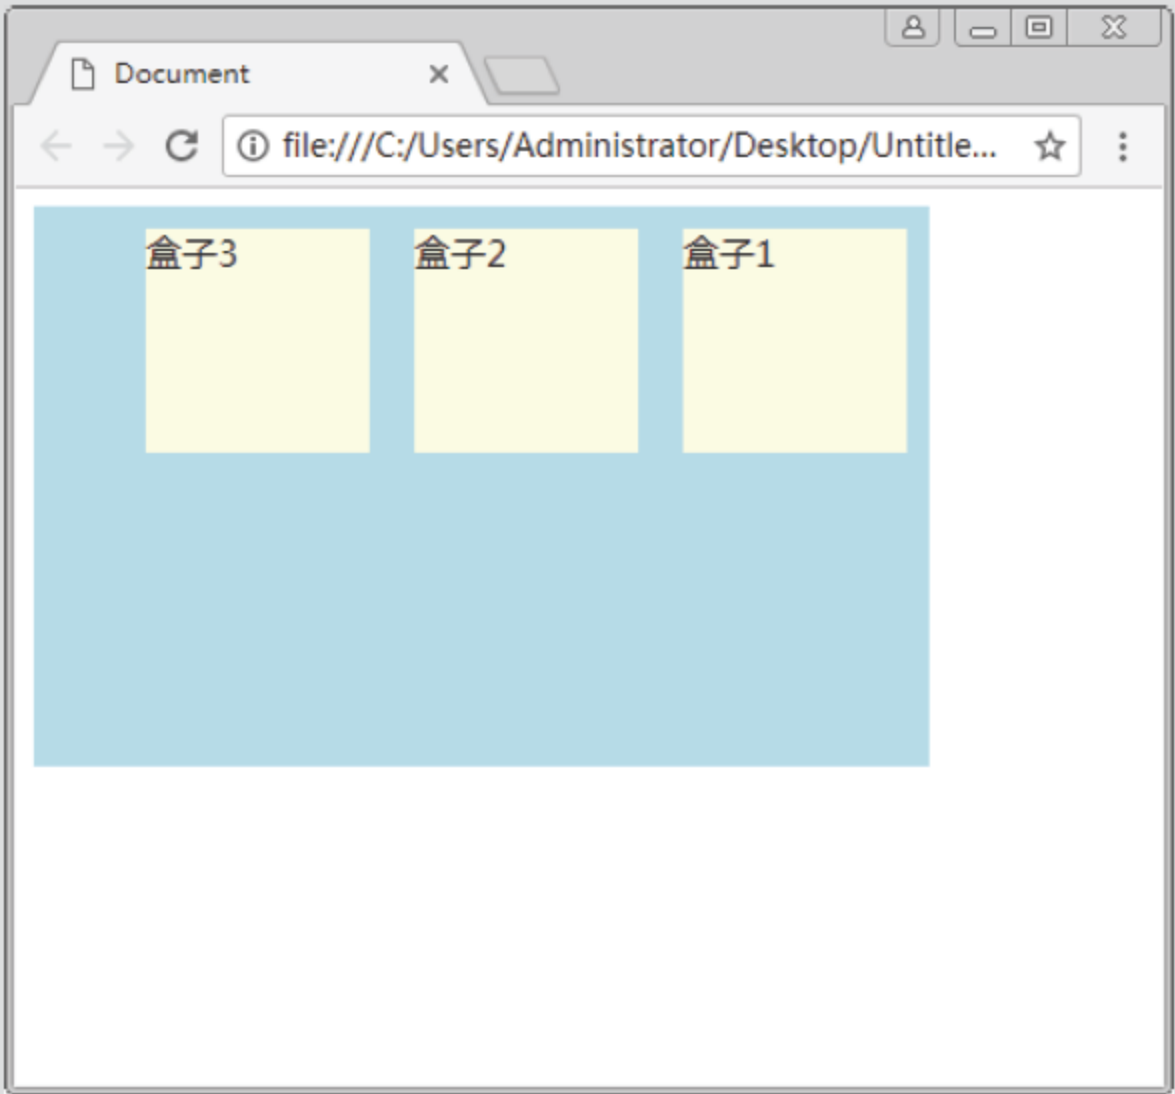 Document
file:///C:/Users/Administrator/Desktop/Untitle...
盒子3 盒子2 盒子1